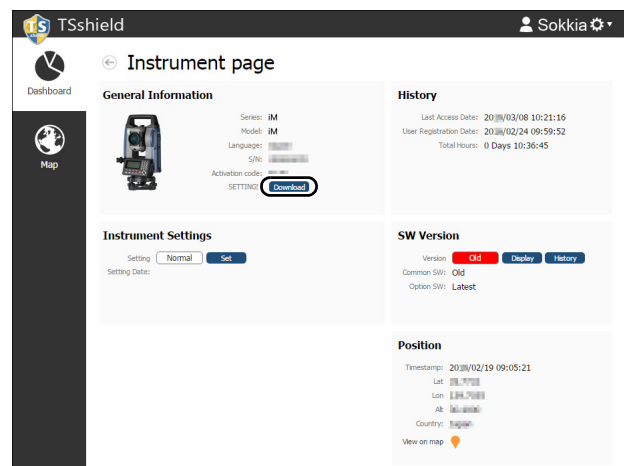 TSshield
Sokkia
Dashboard
Map
Instrument page
General Information
Series: iM
Model: iM
Language:
S/N:
Activation code:
SETTING: Download
History
Last Access Date: 20 /03/08 10:21:16
User Registration Date: 20 /02/24 09:59:52
Total Hours: 0 Days 10:36:45
Instrument Settings
Setting Normal Set
Setting Date:
SW Version
Version Old Display History
Common SW: Old
Option SW: Latest
Position
Timestamp: 20 /02/19 09:05:21
Lat
Lon
Alt
Country:
View on map